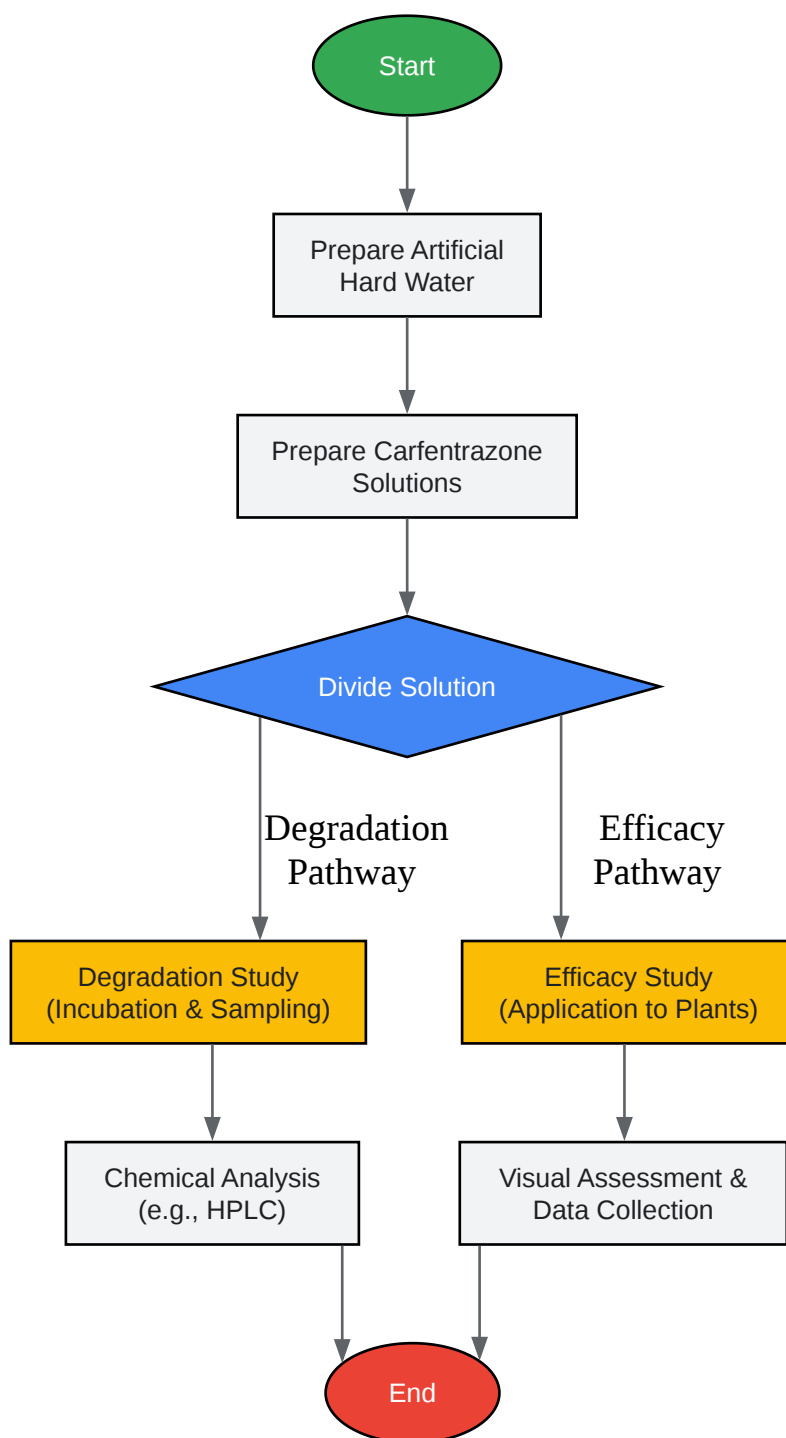 Start
Prepare Artificial
Hard Water
Prepare Carfentrazone
Solutions
Divide Solution
Degradation
Pathway
Efficacy
Pathway
Degradation Study
(Incubation & Sampling)
Efficacy Study
(Application to Plants)
Chemical Analysis
(e.g., HPLC)
Visual Assessment &
Data Collection
End